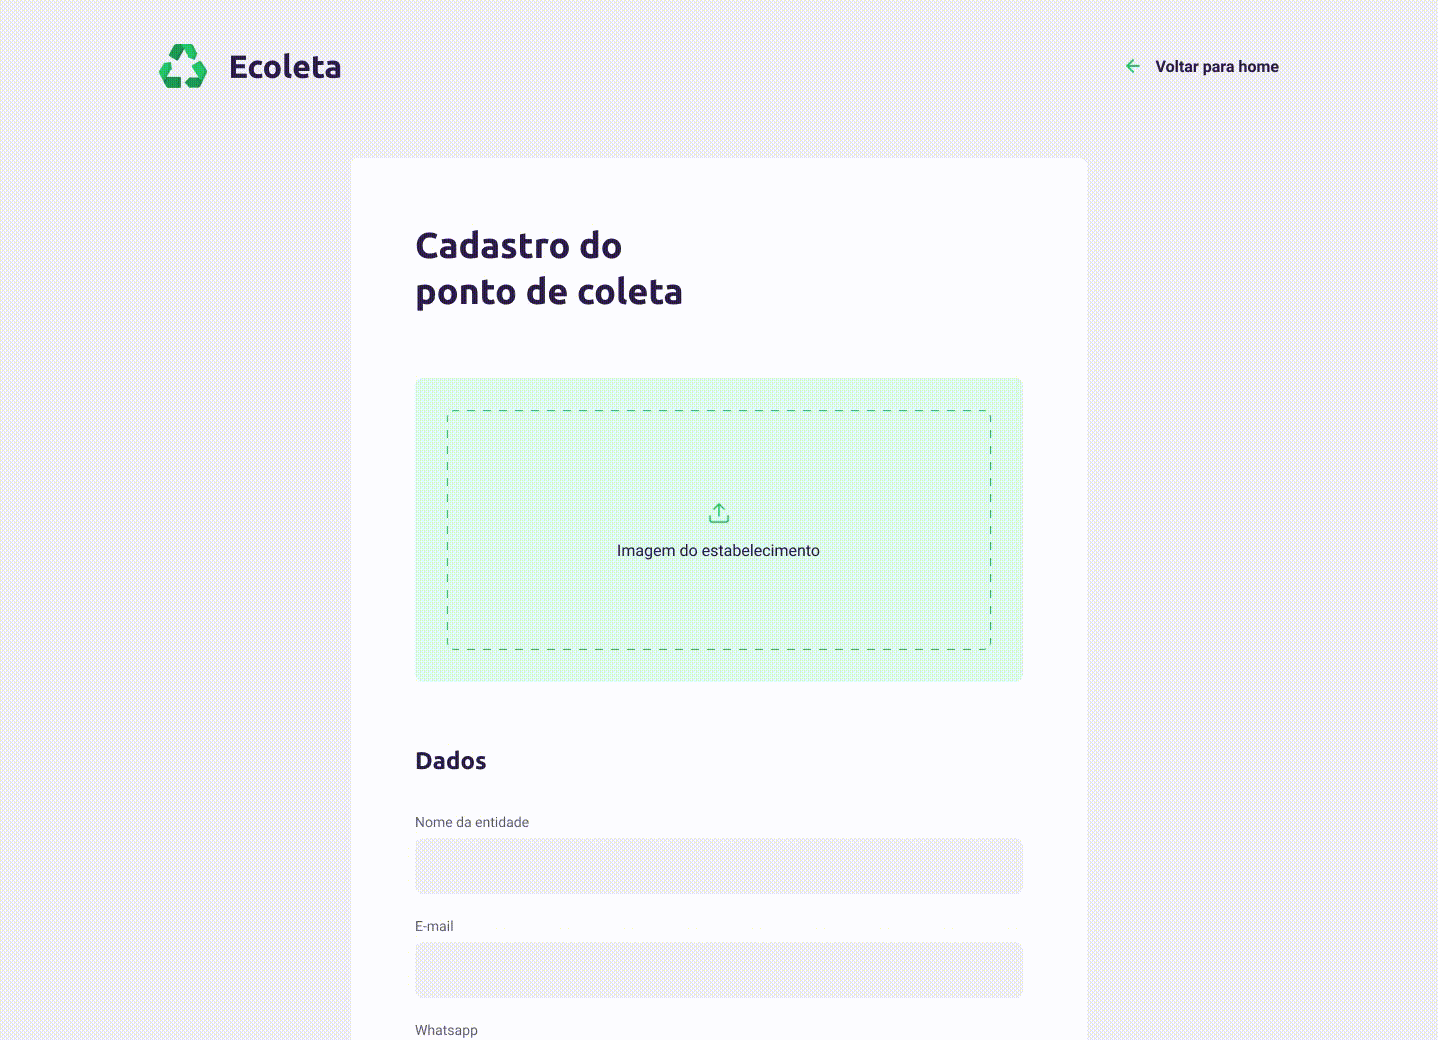 Ecoleta
Voltar para home
Cadastro do
ponto de coleta
Imagem do estabelecimento
Dados
Nome da entidade
E-mail
Whatsapp